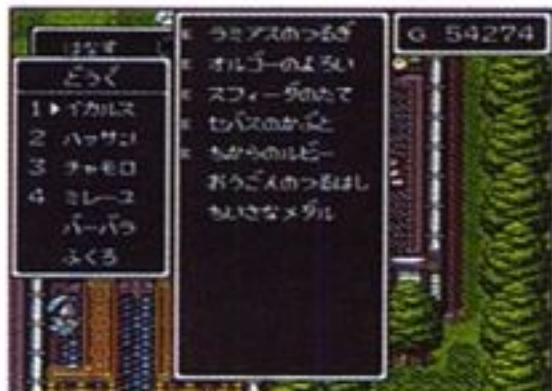 はなす
G 54274
どうぐ
1 ▶イカルス
2 ハッサン
3 チャモロ
4 ミレーユ
バーバラ
ふくろ
E ラミアスのつるぎ
E オルゴーのよろい
E スフィーダのたて
E セバスのかぶと
E ちからのルビー
おうごんのつるはし
ちいさなメダル